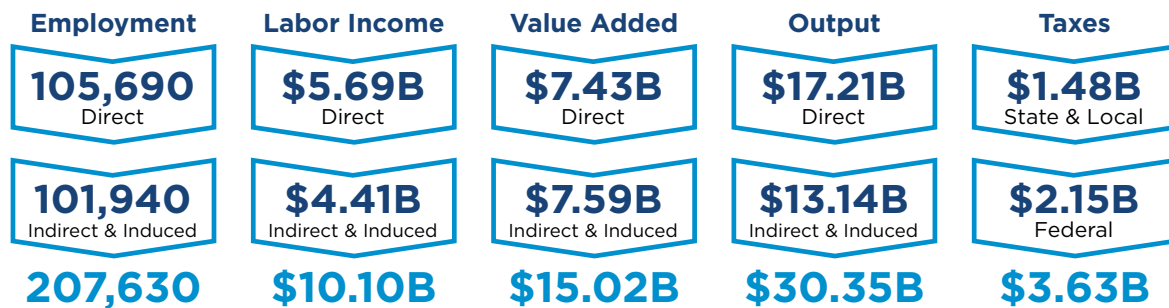 Employment
Labor Income
Value Added
Output
Taxes
105,690
Direct
$5.69B
Direct
$7.43B
Direct
$17.21B
Direct
$1.48B
State & Local
101,940
Indirect & Induced
$4.41B
Indirect & Induced
$7.59B
Indirect & Induced
$13.14B
Indirect & Induced
$2.15B
Federal
207,630
$10.10B
$15.02B
$30.35B
$3.63B